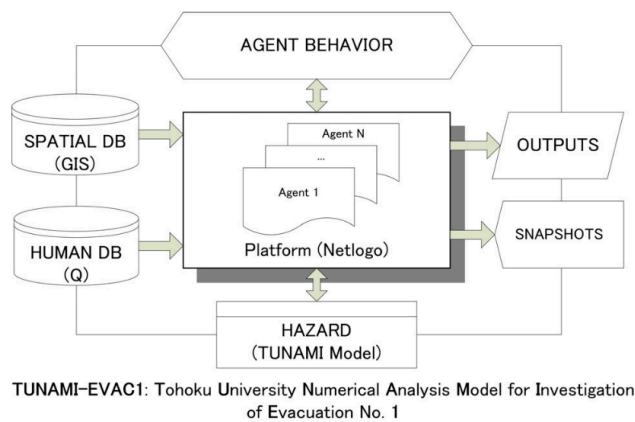 AGENT BEHAVIOR
SPATIAL DB
(GIS)
HUMAN DB
(Q)
Agent N
...
Agent 1
Platform (Netlogo)
OUTPUTS
SNAPSHOTS
HAZARD
(TUNAMI Model)
TUNAMI-EVAC1: Tohoku University Numerical Analysis Model for Investigation
of Evacuation No. 1